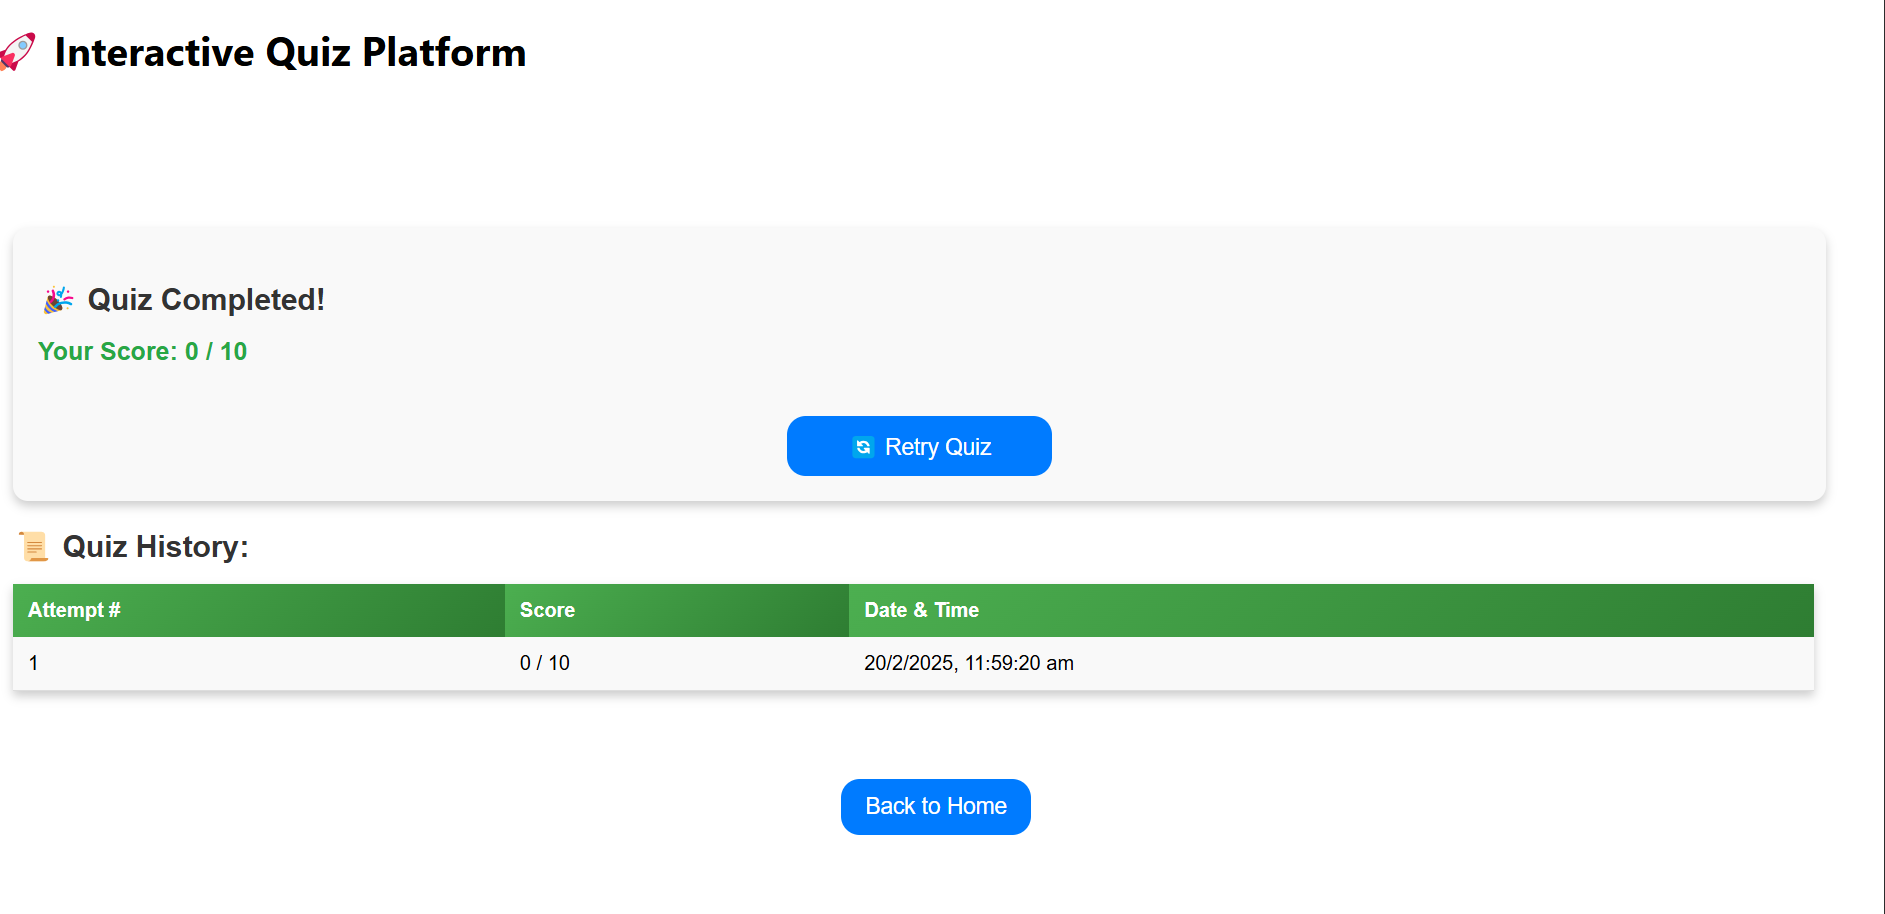 🚀 Interactive Quiz Platform
🎉 Quiz Completed!
Your Score: 0 / 10
🔄 Retry Quiz
📜 Quiz History:
Attempt # Score Date & Time
1 0 / 10 20/2/2025, 11:59:20 am
Back to Home